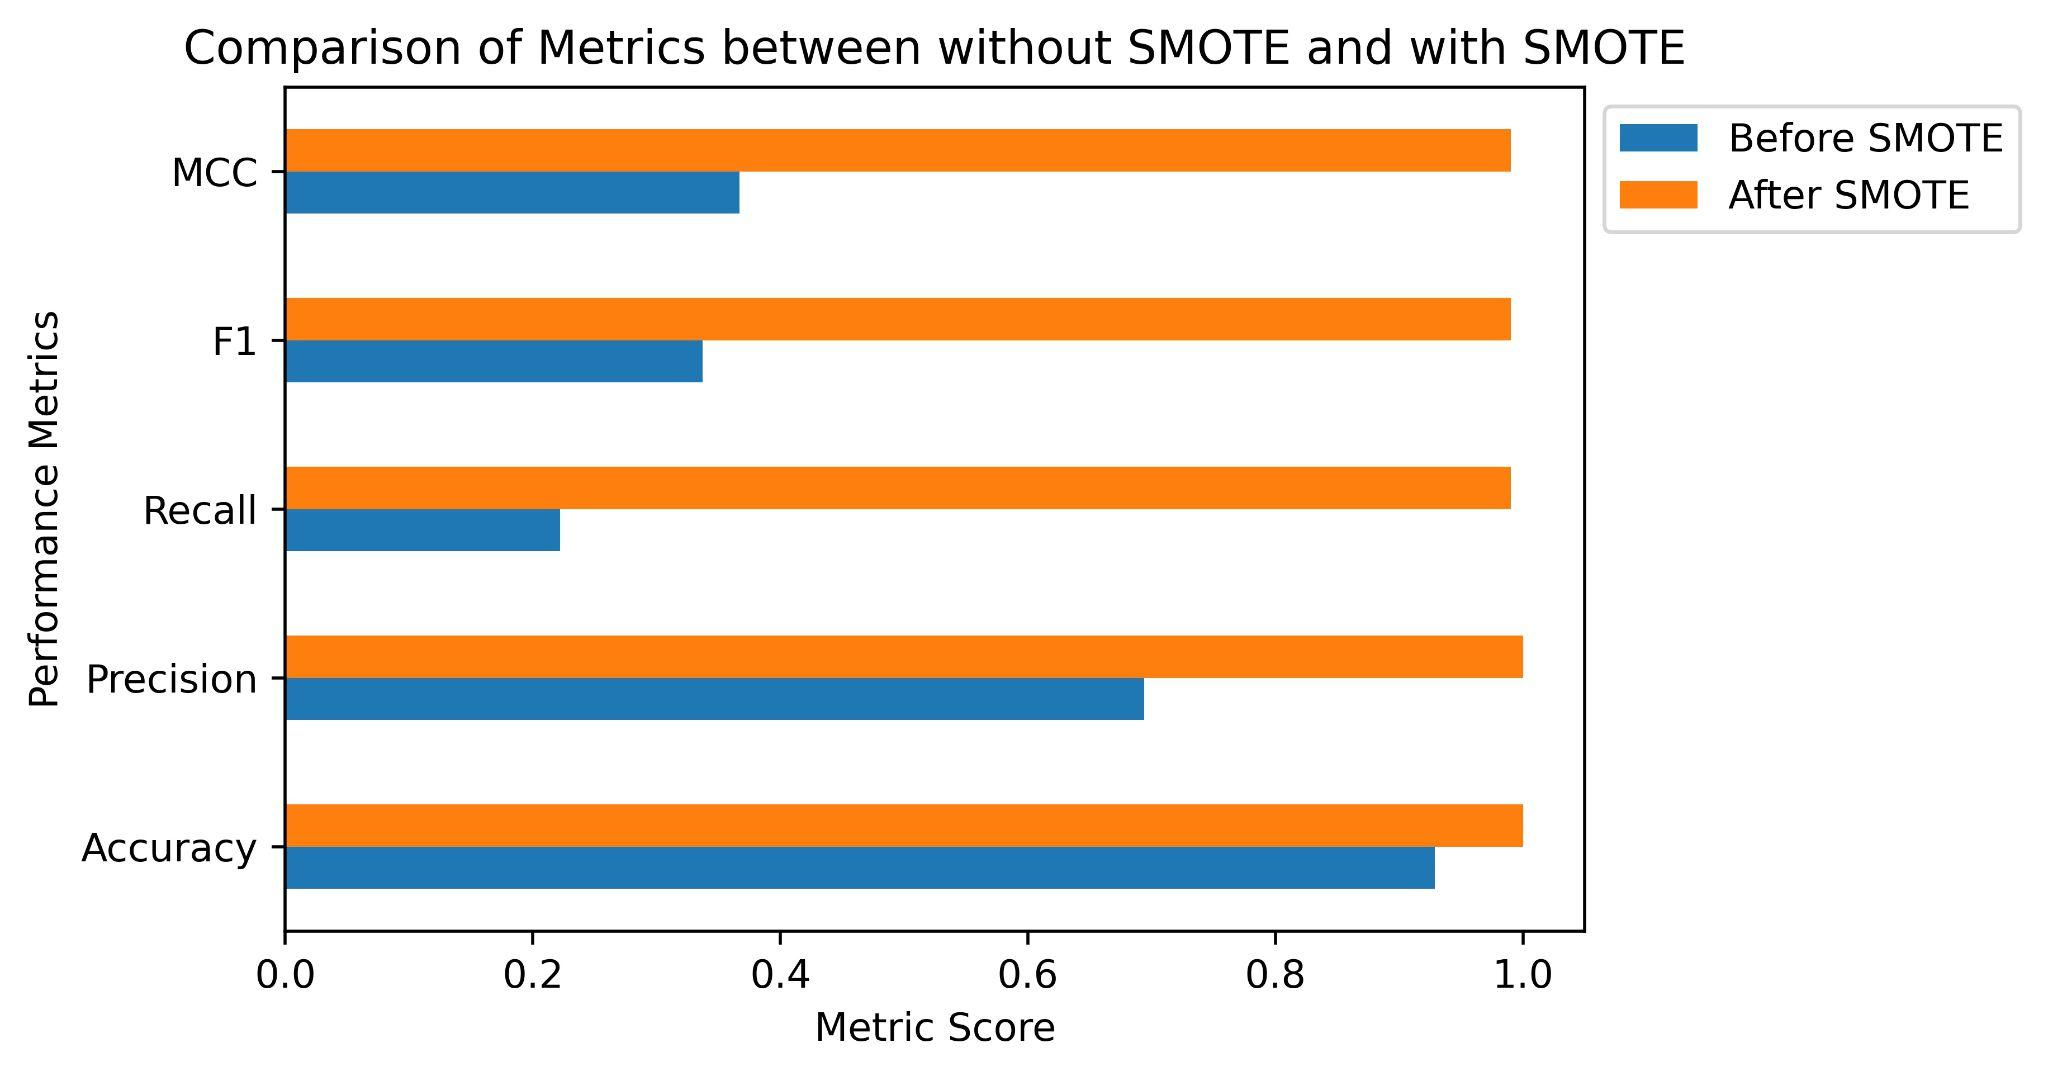 Comparison of Metrics between without SMOTE and with SMOTE
Before SMOTE
After SMOTE
Performance Metrics
MCC
F1
Recall
Precision
Accuracy
0.0 0.2 0.4 0.6 0.8 1.0
Metric Score